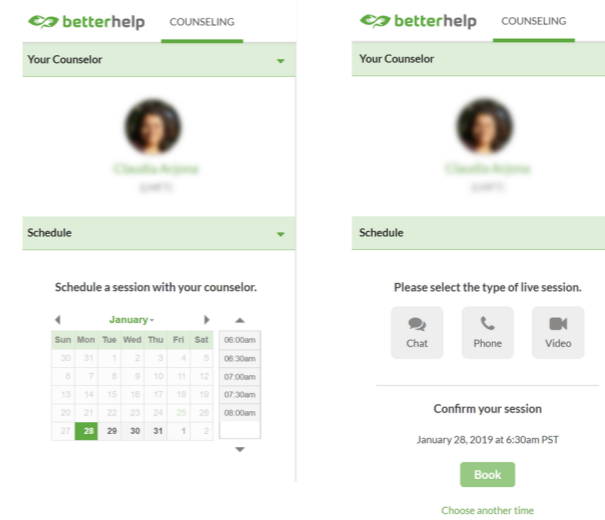 betterhelp COUNSELING
Your Counselor
Schedule
Schedule a session with your counselor.
January
Sun Mon Tue Wed Thu Fri Sat
30 31 1 2 3 4 5
6 7 8 9 10 11 12
13 14 15 16 17 18 19
20 21 22 23 24 25 26
27 28 29 30 31 1 2
06:00am
06:30am
07:00am
07:30am
08:00am
betterhelp COUNSELING
Your Counselor
Schedule
Please select the type of live session.
Chat Phone Video
Confirm your session
January 28, 2019 at 6:30am PST
Book
Choose another time